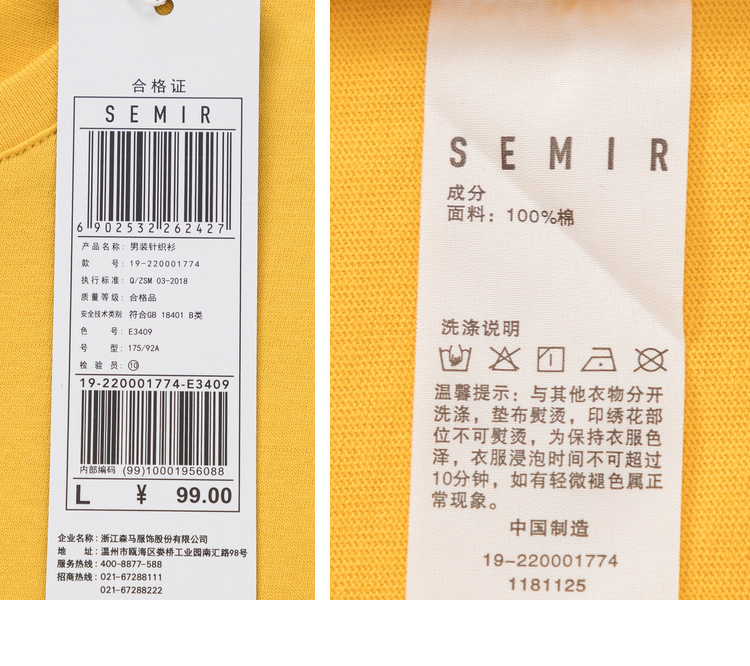 合格证
SEMIR
6 902532 262427
产品名称: 男装针织衫
款 号: 19-220001774
执行标准: Q/ZSM 03-2018
质量等级: 合格品
安全技术类别 符合GB 18401 B类
色 号: E3409
号 型: 175/92A
检 验 员: 10
19-220001774-E3409
内部编码 (99)10001956088
L ¥ 99.00
企业名称: 浙江森马服饰股份有限公司
地 址: 温州市瓯海区娄桥工业园南汇路98号
服务热线: 400-8877-588
招商热线: 021-67288111
021-67288222
SEMIR
成分
面料: 100%棉
洗涤说明
温馨提示: 与其他衣物分开
洗涤, 垫布熨烫, 印绣花部
位不可熨烫, 为保持衣服色
泽, 衣服浸泡时间不可超过
10分钟, 如有轻微褪色属正
常现象。
中国制造
19-220001774
1181125